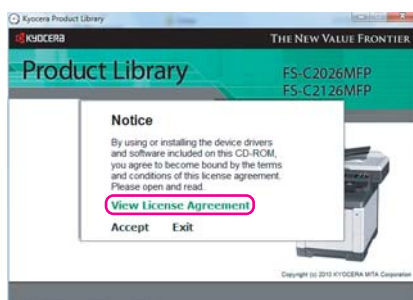 Kyocera Product Library
KYOCERA
THE NEW VALUE FRONTIER
Product Library
FS-C2026MFP
FS-C2126MFP
Notice
By using or installing the device drivers
and software included on this CD-ROM,
you agree to become bound by the terms
and conditions of this license agreement.
Please open and read.
View License Agreement
Accept Exit
Copyright (c) 2010 KYOCERA MITA Corporation